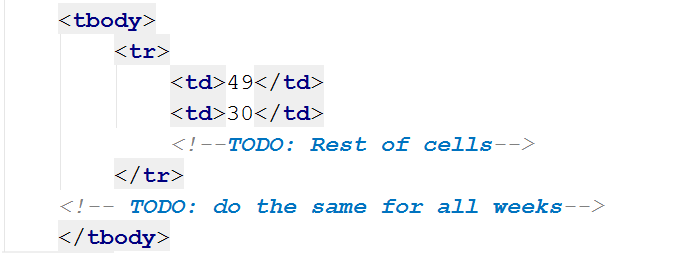 <tbody>
<tr>
<td>49</td>
<td>30</td>
<!--TODO: Rest of cells-->
</tr>
<!-- TODO: do the same for all weeks-->
</tbody>